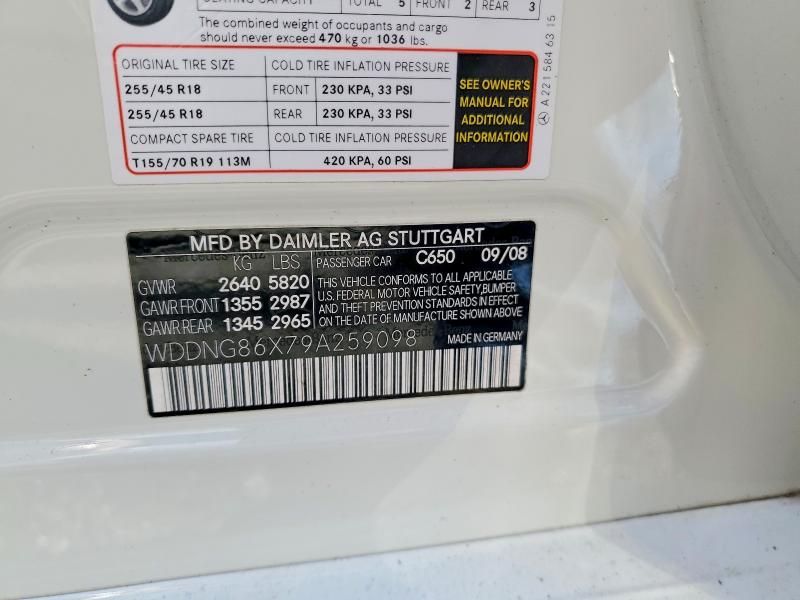 TOTAL 5 FRONT 2 REAR 3
The combined weight of occupants and cargo
should never exceed 470 kg or 1036 lbs.
ORIGINAL TIRE SIZE COLD TIRE INFLATION PRESSURE
255/45 R18 FRONT 230 KPA, 33 PSI
255/45 R18 REAR 230 KPA, 33 PSI
COMPACT SPARE TIRE COLD TIRE INFLATION PRESSURE
T155/70 R19 113M 420 KPA, 60 PSI
SEE OWNER'S
MANUAL FOR
ADDITIONAL
INFORMATION
A 221 584 63 15
MFD BY DAIMLER AG STUTTGART
KG LBS PASSENGER CAR C650 09/08
GVWR 2640 5820
GAWR FRONT 1355 2987
GAWR REAR 1345 2965
THIS VEHICLE CONFORMS TO ALL APPLICABLE
U.S. FEDERAL MOTOR VEHICLE SAFETY,BUMPER
AND THEFT PREVENTION STANDARDS IN EFFECT
ON THE DATE OF MANUFACTURE SHOWN ABOVE
WDDNG86X79A259098 MADE IN GERMANY